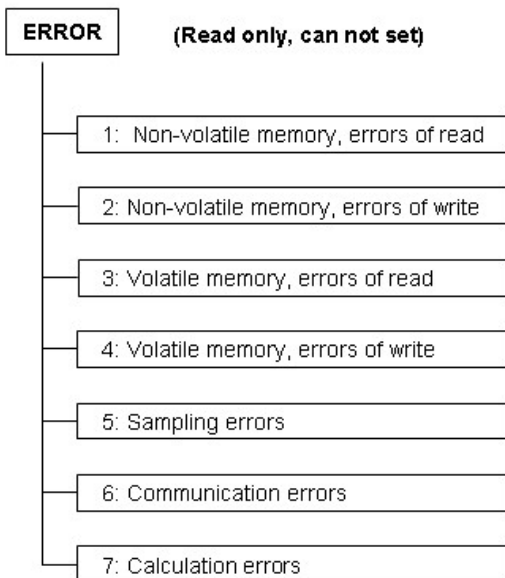 ERROR
(Read only, can not set)
1: Non-volatile memory, errors of read
2: Non-volatile memory, errors of write
3: Volatile memory, errors of read
4: Volatile memory, errors of write
5: Sampling errors
6: Communication errors
7: Calculation errors